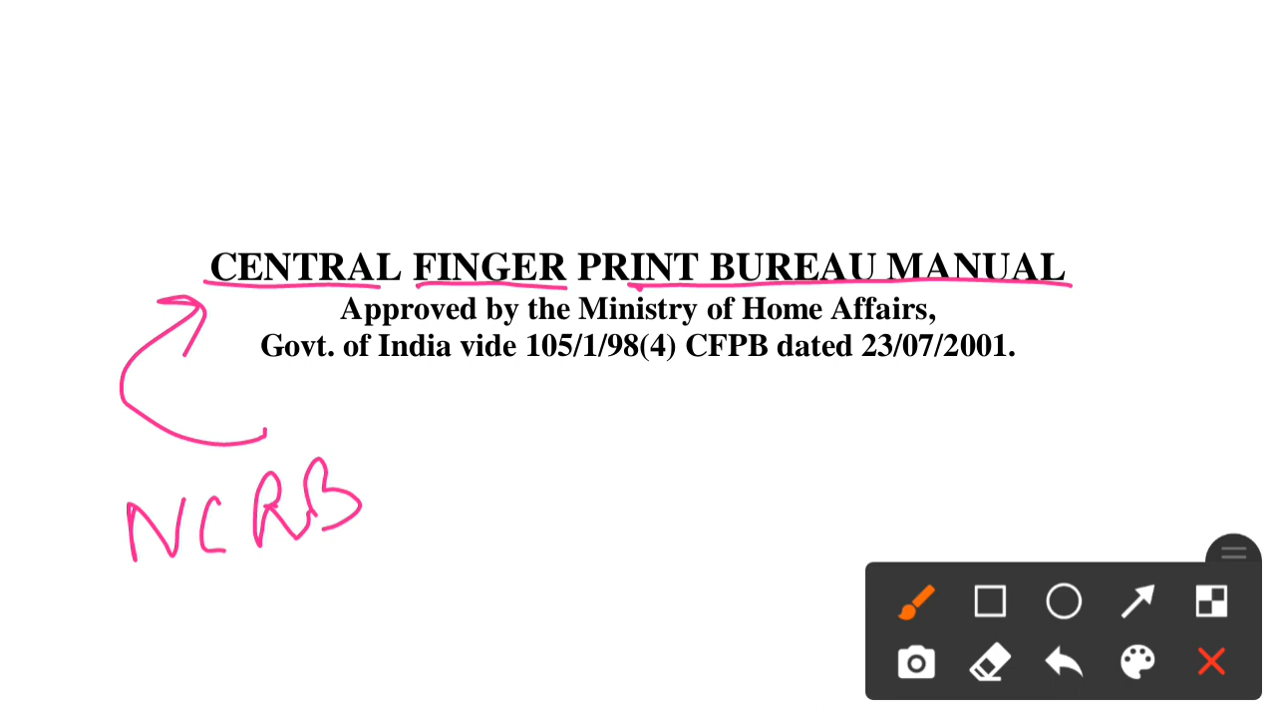 CENTRAL FINGER PRINT BUREAU MANUAL
Approved by the Ministry of Home Affairs,
Govt. of India vide 105/1/98(4) CFPB dated 23/07/2001.
NCRB